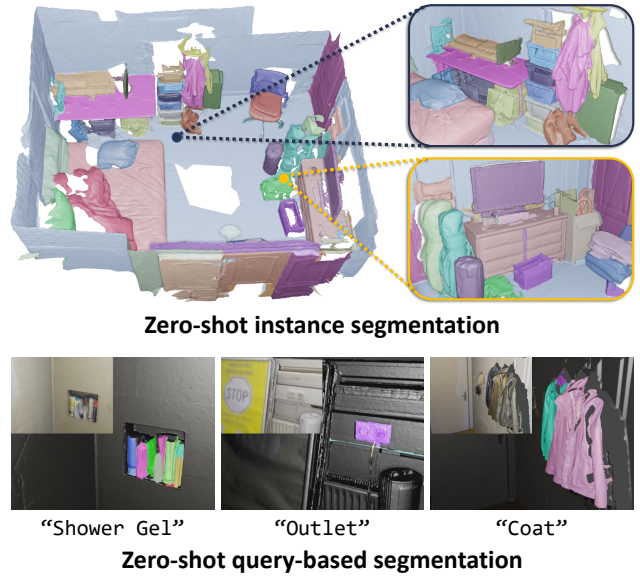 Zero-shot instance segmentation
STOP
“Shower Gel”
“Outlet”
“Coat”
Zero-shot query-based segmentation